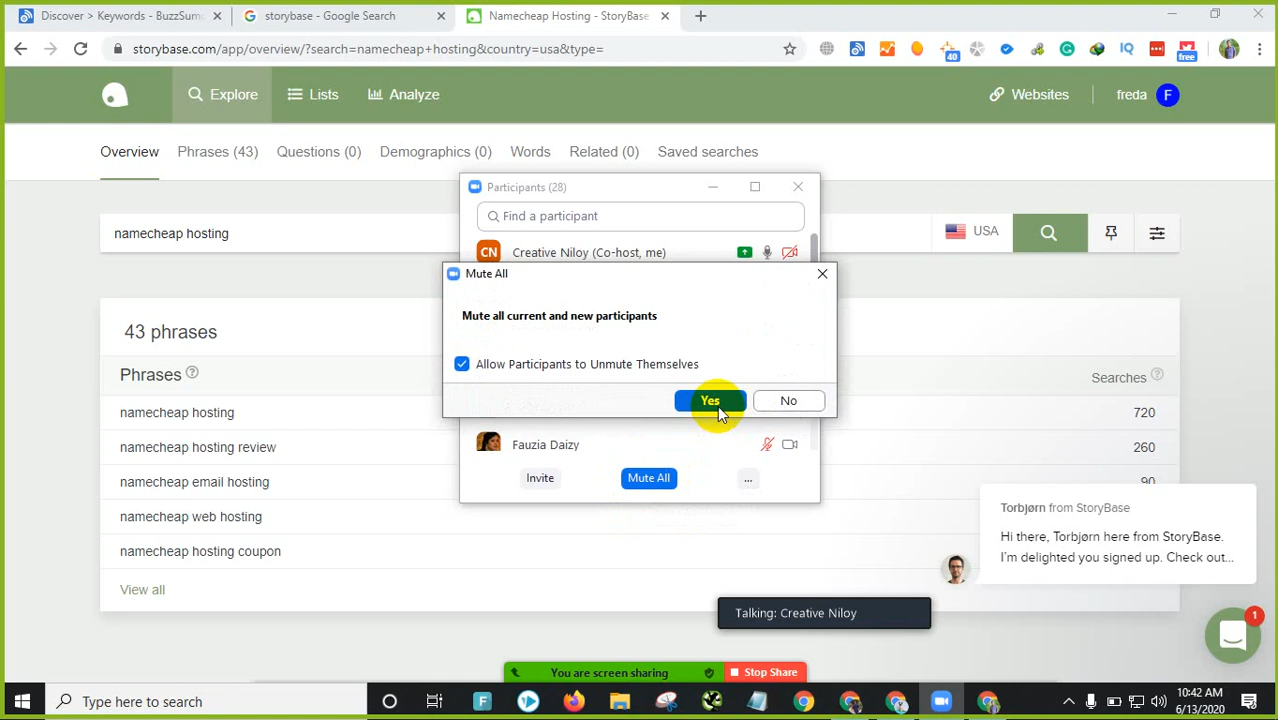 Discover > Keywords - BuzzSum
storybase - Google Search
Namecheap Hosting - StoryBase
storybase.com/app/overview/?search=namecheap+hosting&country=usa&type=
40
IQ
free
Explore
Lists
Analyze
Websites
freda
F
Overview
Phrases (43)
Questions (0)
Demographics (0)
Words
Related (0)
Saved searches
Participants (28)
Find a participant
namecheap hosting
USA
CN
Creative Niloy (Co-host, me)
Mute All
Mute all current and new participants
Allow Participants to Unmute Themselves
Yes
No
43 phrases
Phrases ?
Searches ?
namecheap hosting
720
namecheap hosting review
260
namecheap email hosting
90
namecheap web hosting
namecheap hosting coupon
View all
Fauzia Daizy
Invite
Mute All
...
Torbjørn from StoryBase
Hi there, Torbjørn here from StoryBase.
I'm delighted you signed up. Check out...
Talking: Creative Niloy
1
You are screen sharing
Stop Share
Type here to search
F
10:42 AM
6/13/2020